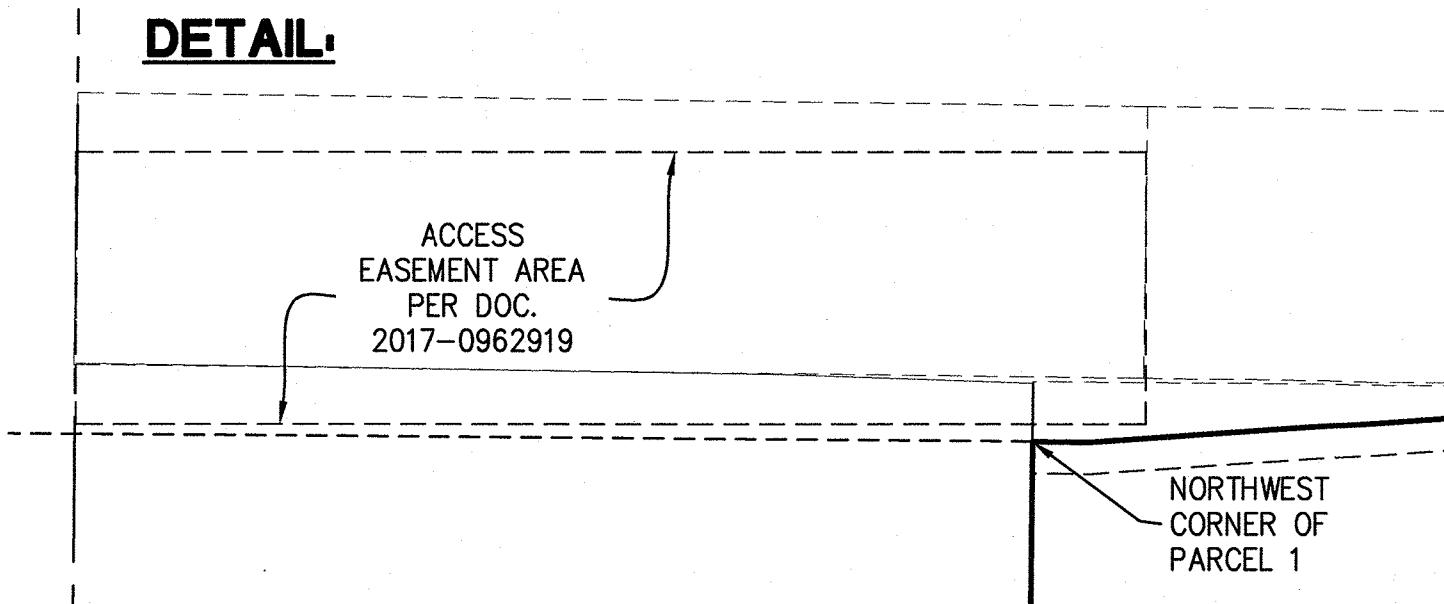 DETAIL:
ACCESS
EASEMENT AREA
PER DOC.
2017-0962919
NORTHWEST
CORNER OF
PARCEL 1